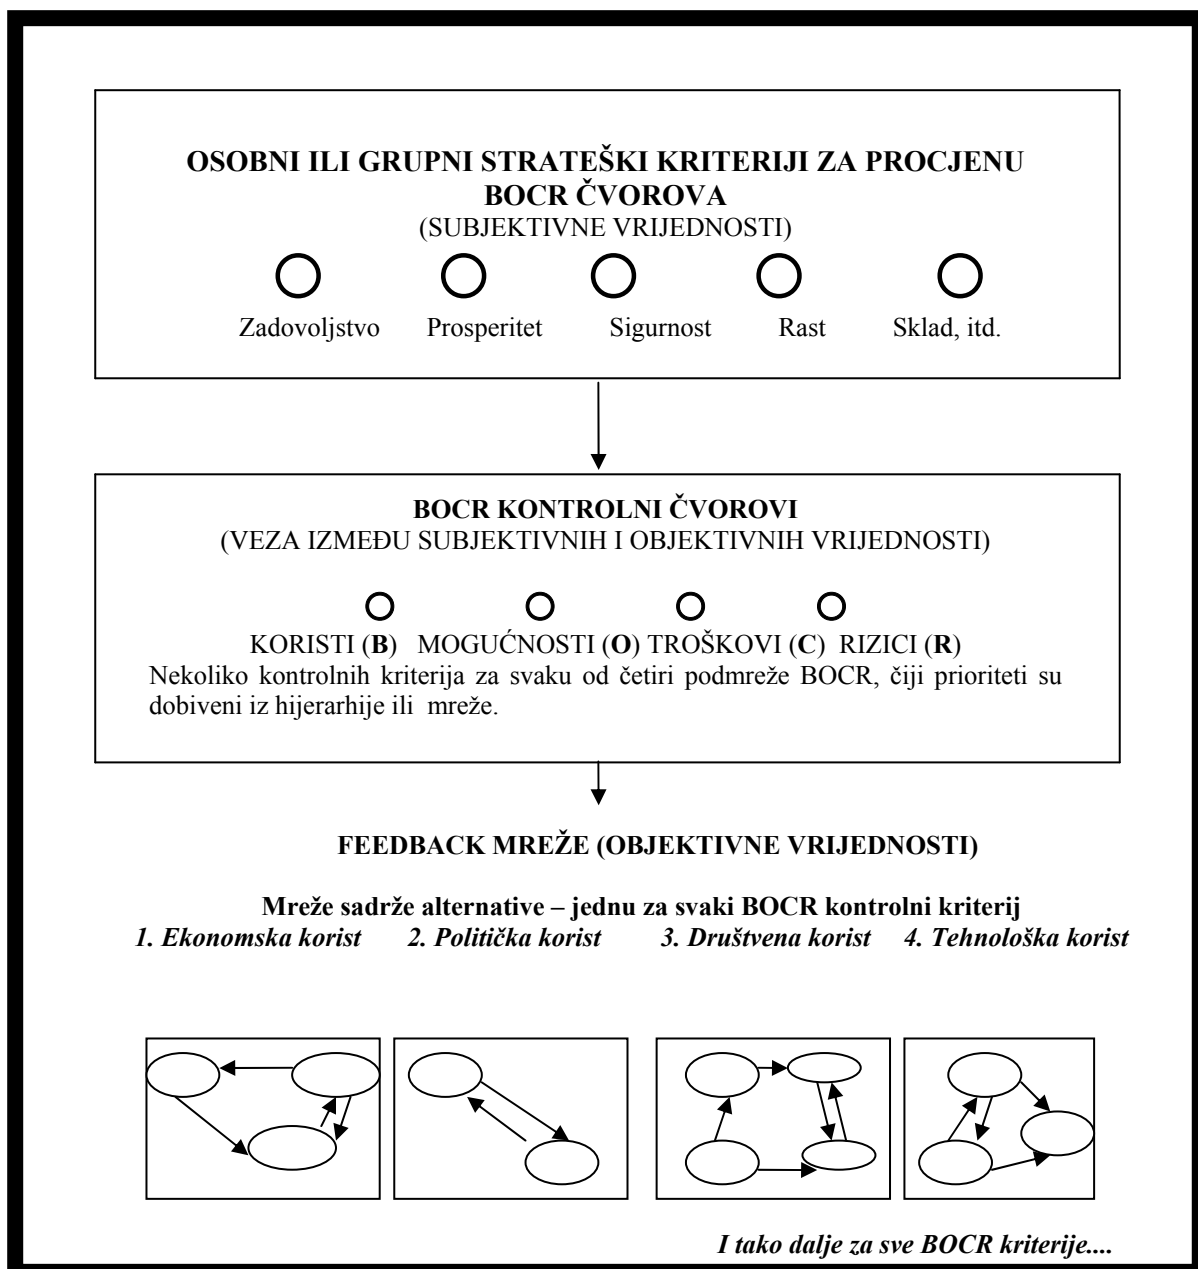 OSOBNI ILI GRUPNI STRATEŠKI KRITERIJI ZA PROCJENU
BOCR ČVOROVA
(SUBJEKTIVNE VRIJEDNOSTI)
Zadovoljstvo Prosperitet Sigurnost Rast Sklad, itd.
BOCR KONTROLNI ČVOROVI
(VEZA IZMEĐU SUBJEKTIVNIH I OBJEKTIVNIH VRIJEDNOSTI)
KORISTI (B) MOGUĆNOSTI (O) TROŠKOVI (C) RIZICI (R)
Nekoliko kontrolnih kriterija za svaku od četiri podmreže BOCR, čiji prioriteti su
dobiveni iz hijerarhije ili mreže.
FEEDBACK MREŽE (OBJEKTIVNE VRIJEDNOSTI)
Mreže sadrže alternative – jednu za svaki BOCR kontrolni kriterij
1. Ekonomska korist 2. Politička korist 3. Društvena korist 4. Tehnološka korist
I tako dalje za sve BOCR kriterije....